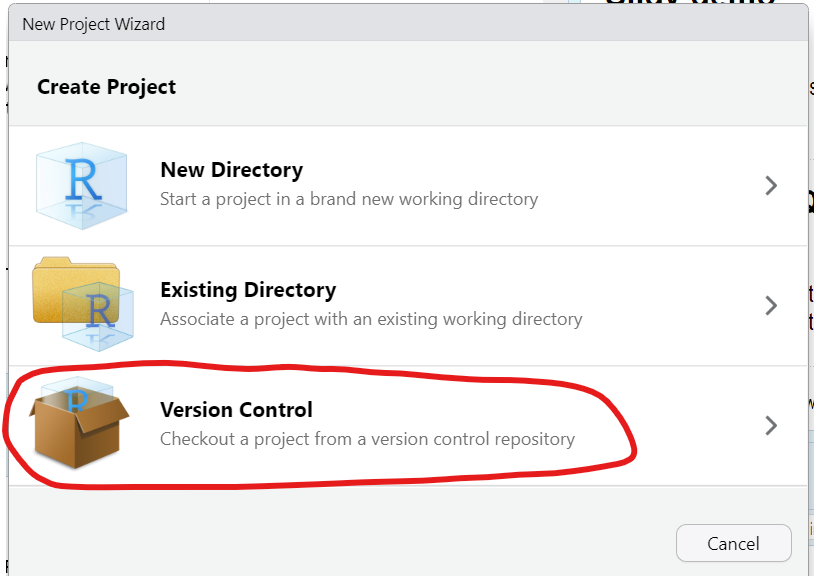 New Project Wizard
Create Project
R
New Directory
Start a project in a brand new working directory
R
Existing Directory
Associate a project with an existing working directory
Version Control
Checkout a project from a version control repository
Cancel